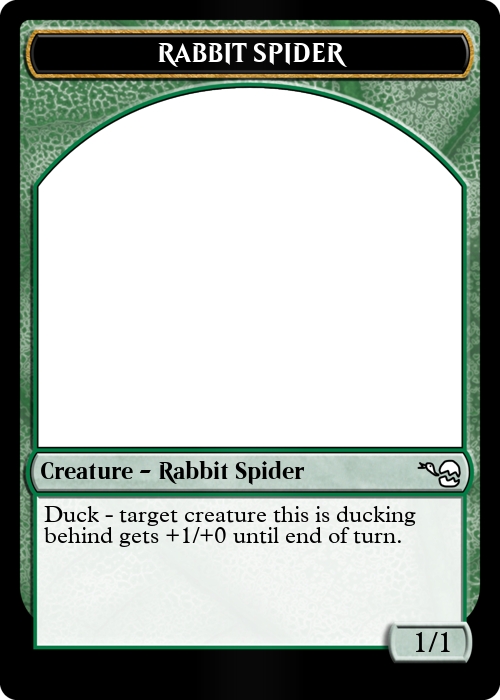 RABBIT SPIDER
Creature – Rabbit Spider
Duck - target creature this is ducking
behind gets +1/+0 until end of turn.
1/1